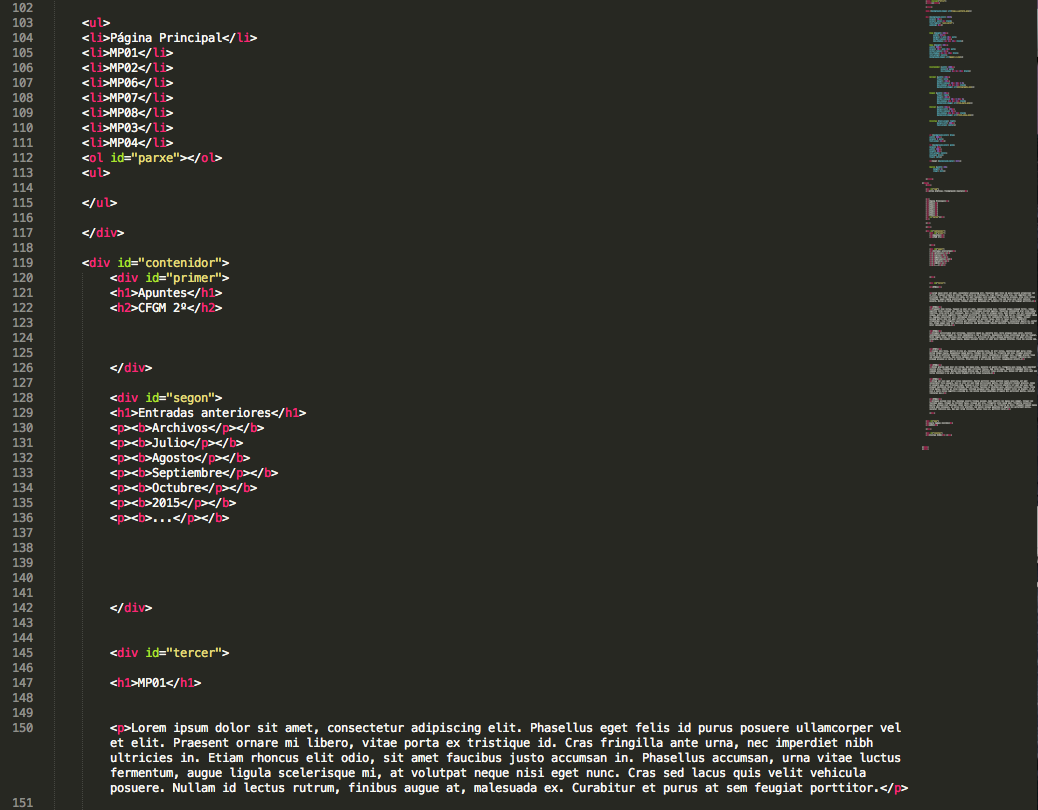 102
103 <ul>
104 <li>Página Principal</li>
105 <li>MP01</li>
106 <li>MP02</li>
107 <li>MP06</li>
108 <li>MP07</li>
109 <li>MP08</li>
110 <li>MP03</li>
111 <li>MP04</li>
112 <ol id="parxe"></ol>
113 <ul>
114
115 </ul>
116
117 </div>
118
119 <div id="contenidor">
120 <div id="primer">
121 <h1>Apuntes</h1>
122 <h2>CFGM 2º</h2>
123
124
125
126 </div>
127
128 <div id="segon">
129 <h1>Entradas anteriores</h1>
130 <p><b>Archivos</p></b>
131 <p><b>Julio</p></b>
132 <p><b>Agosto</p></b>
133 <p><b>Septiembre</p></b>
134 <p><b>Octubre</p></b>
135 <p><b>2015</p></b>
136 <p><b>...</p></b>
137
138
139
140
141
142 </div>
143
144
145 <div id="tercer">
146
147 <h1>MP01</h1>
148
149
150 <p>Lorem ipsum dolor sit amet, consectetur adipiscing elit. Phasellus eget felis id purus posuere ullamcorper vel
et elit. Praesent ornare mi libero, vitae porta ex tristique id. Cras fringilla ante urna, nec imperdiet nibh
ultricies in. Etiam rhoncus elit odio, sit amet faucibus justo accumsan in. Phasellus accumsan, urna vitae luctus
fermentum, augue ligula scelerisque mi, at volutpat neque nisi eget nunc. Cras sed lacus quis velit vehicula
posuere. Nullam id lectus rutrum, finibus augue at, malesuada ex. Curabitur et purus at sem feugiat porttitor.</p>
151